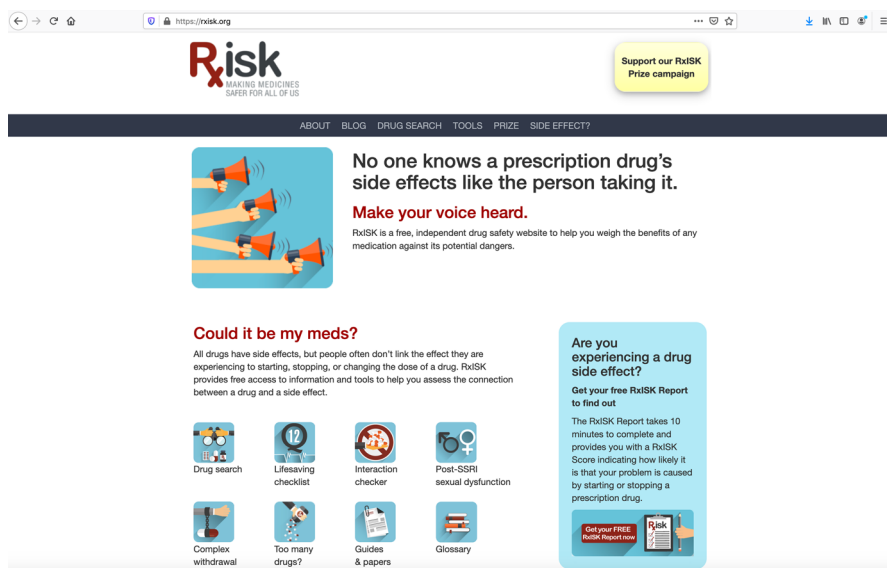 https://rxisk.org
RxISK
MAKING MEDICINES
SAFER FOR ALL OF US
Support our RxISK
Prize campaign
ABOUT BLOG DRUG SEARCH TOOLS PRIZE SIDE EFFECT?
No one knows a prescription drug's
side effects like the person taking it.
Make your voice heard.
RxISK is a free, independent drug safety website to help you weigh the benefits of any
medication against its potential dangers.
Could it be my meds?
All drugs have side effects, but people often don't link the effect they are
experiencing to starting, stopping, or changing the dose of a drug. RxISK
provides free access to information and tools to help you assess the connection
between a drug and a side effect.
12
Drug search
Lifesaving
checklist
Interaction
checker
Post-SSRI
sexual dysfunction
Complex
withdrawal
Too many
drugs?
Guides
& papers
Glossary
Are you
experiencing a drug
side effect?
Get your free RxISK Report
to find out
The RxISK Report takes 10
minutes to complete and
provides you with a RxISK
Score indicating how likely it
is that your problem is caused
by starting or stopping a
prescription drug.
Get your FREE
RxISK Report now
RxISK